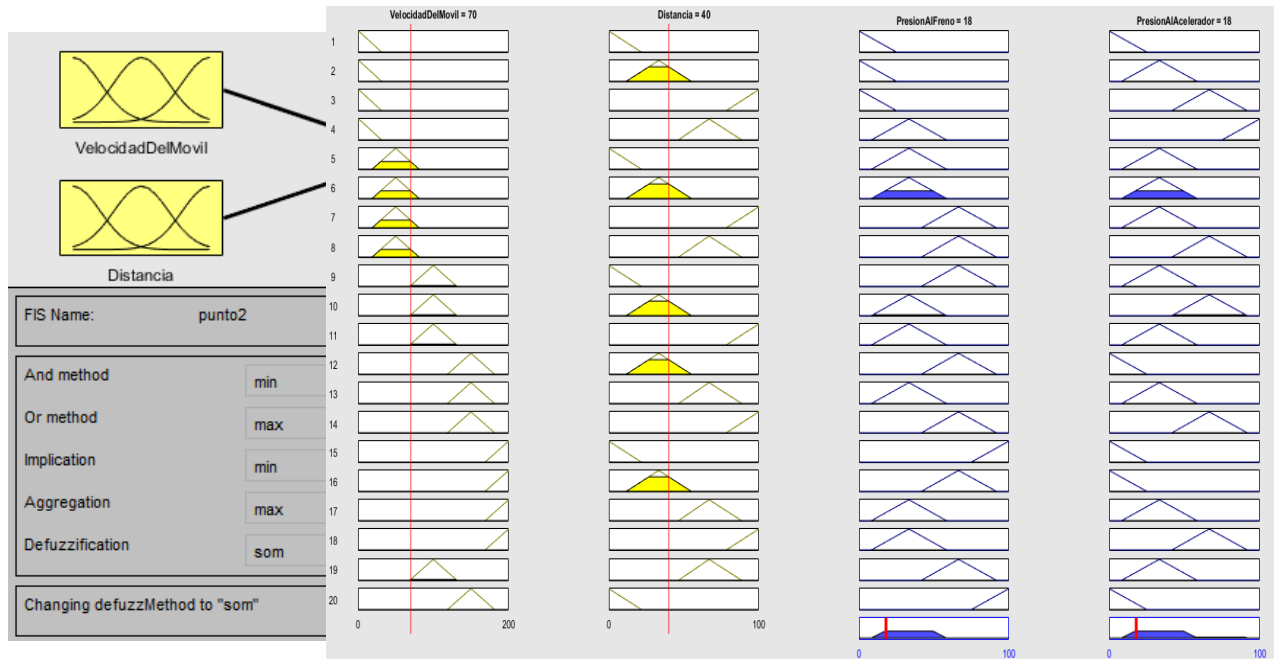 VelocidadDelMovil
Distancia
FIS Name: punto2
And method min
Or method max
Implication min
Aggregation max
Defuzzification som
Changing defuzzMethod to "som"
VelocidadDelMovil = 70 Distancia = 40 PresionAlFreno = 18 PresionAlAcelerador = 18
1
2
3
4
5
6
7
8
9
10
11
12
13
14
15
16
17
18
19
20
0 200 0 100
0 100 0 100